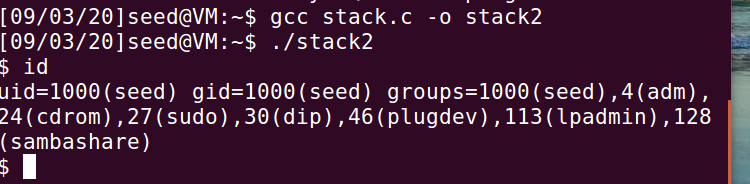 [09/03/20]seed@VM:~$ gcc stack.c -o stack2
[09/03/20]seed@VM:~$ ./stack2
$ id
uid=1000(seed) gid=1000(seed) groups=1000(seed),4(adm),
24(cdrom),27(sudo),30(dip),46(plugdev),113(lpadmin),128
(sambashare)
$